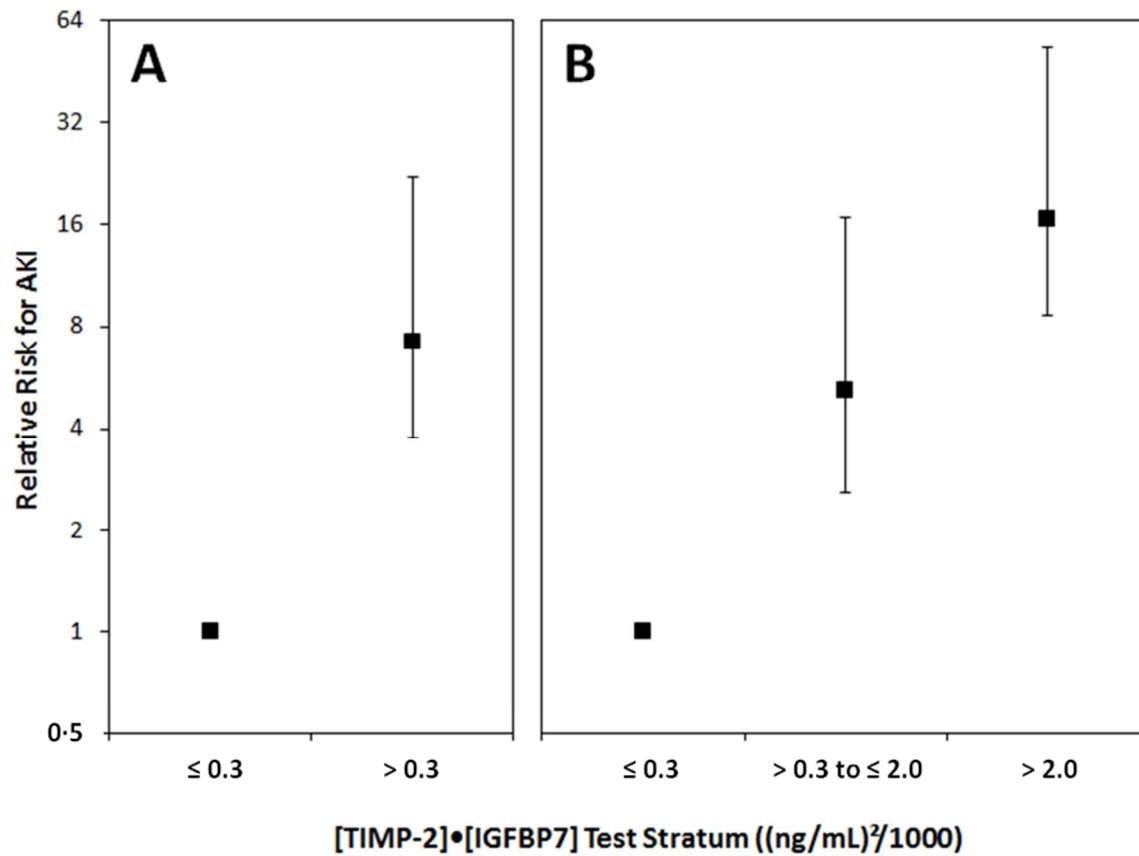 A
B
64
32
16
8
4
2
1
0·5
Relative Risk for AKI
≤ 0.3
> 0.3
≤ 0.3
> 0.3 to ≤ 2.0
> 2.0
[TIMP-2]•[IGFBP7] Test Stratum ((ng/mL)²/1000)